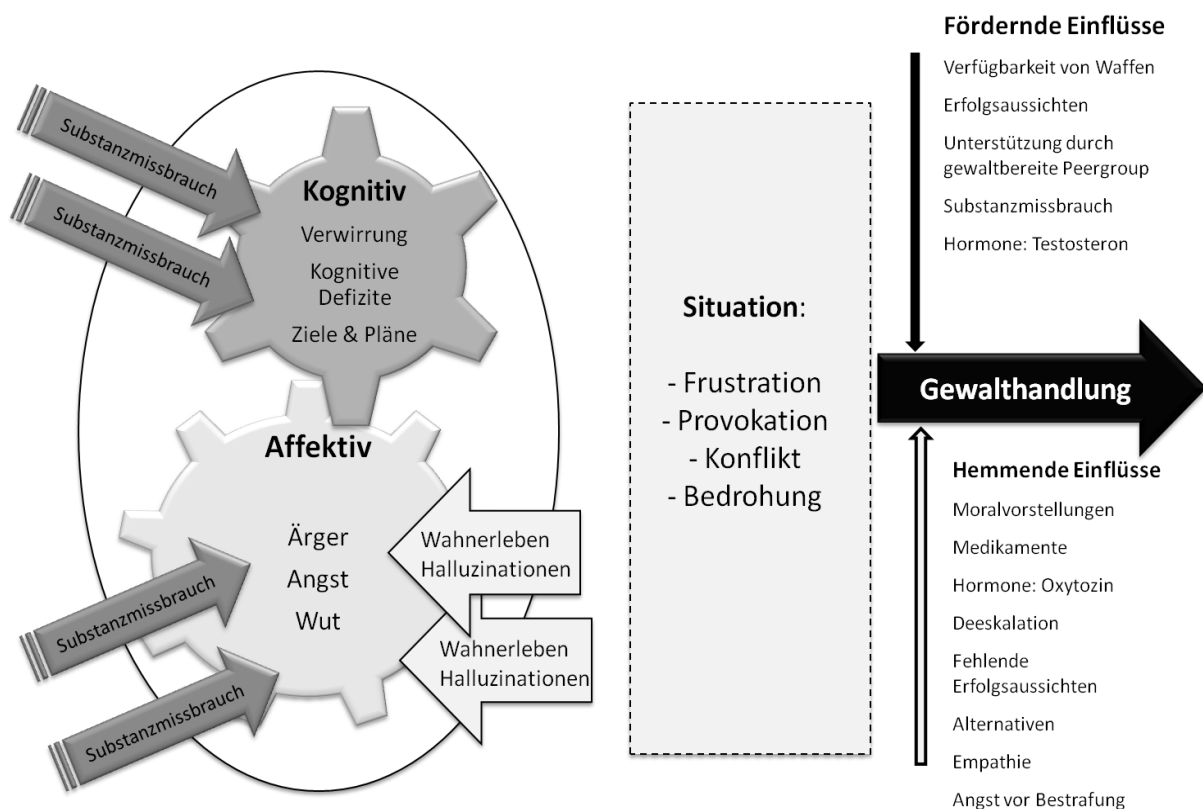 Substanzmissbrauch
Substanzmissbrauch
Kognitiv
Verwirrung
Kognitive
Defizite
Ziele & Pläne
Affektiv
Ärger
Angst
Wut
Substanzmissbrauch
Substanzmissbrauch
Wahnerleben
Halluzinationen
Wahnerleben
Halluzinationen
Situation:
- Frustration
- Provokation
- Konflikt
- Bedrohung
Fördernde Einflüsse
Verfügbarkeit von Waffen
Erfolgsaussichten
Unterstützung durch
gewaltbereite Peergroup
Substanzmissbrauch
Hormone: Testosteron
Gewalthandlung
Hemmende Einflüsse
Moralvorstellungen
Medikamente
Hormone: Oxytozin
Deeskalation
Fehlende
Erfolgsaussichten
Alternativen
Empathie
Angst vor Bestrafung